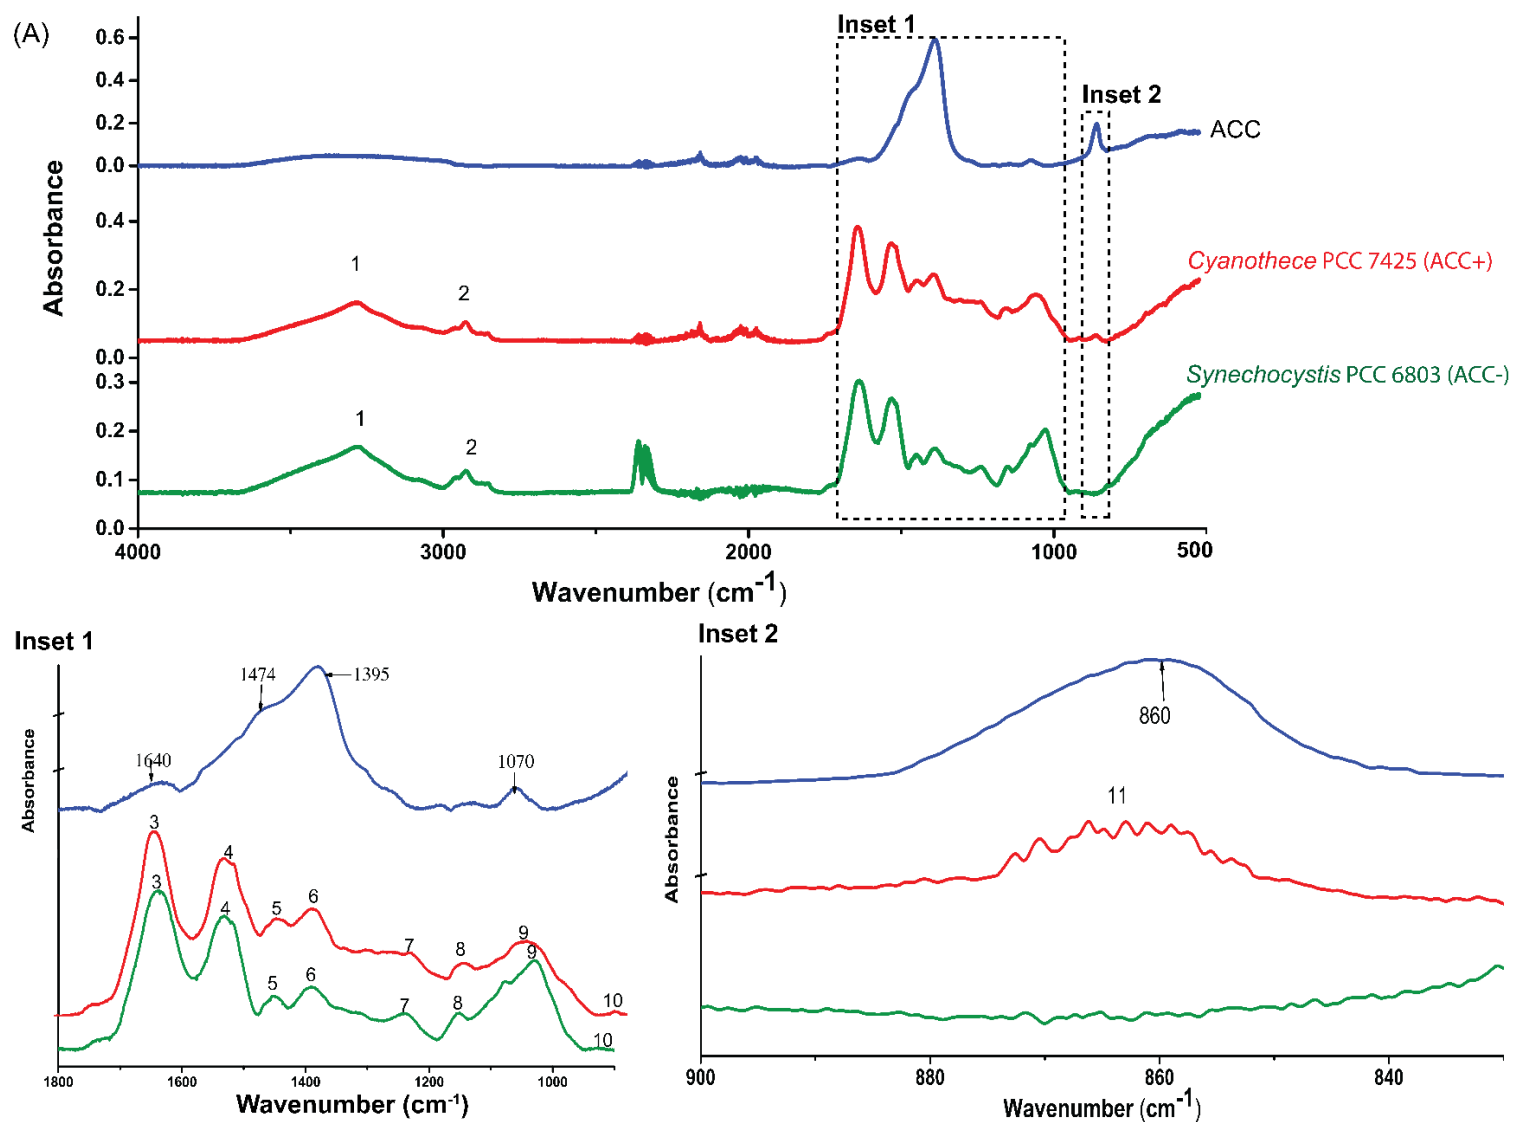 (A)
Inset 1
Inset 2
0.6
0.4
0.2
0.0
ACC
Absorbance
0.4
0.2
0.0
1
2
Cyanothece PCC 7425 (ACC+)
0.3
0.2
0.1
0.0
1
2
Synechocystis PCC 6803 (ACC-)
4000 3000 2000 1000 500
Wavenumber (cm-1)
Inset 1
1474
1395
1640
1070
Absorbance
3
4
5
6
7
8
9
10
3
4
5
6
7
8
9
10
1800 1600 1400 1200 1000
Wavenumber (cm-1)
Inset 2
860
11
Absorbance
900 880 860 840
Wavenumber (cm-1)